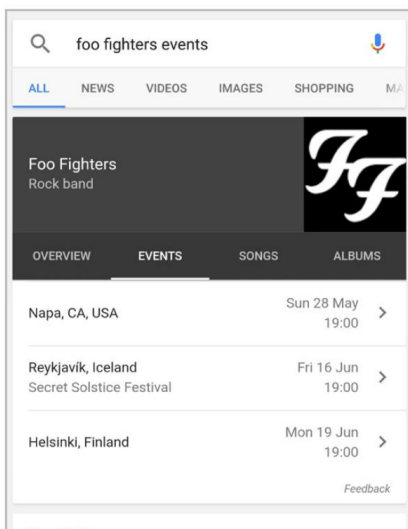 foo fighters events
ALL NEWS VIDEOS IMAGES SHOPPING MA
Foo Fighters
Rock band
FF
OVERVIEW EVENTS SONGS ALBUMS
Napa, CA, USA
Sun 28 May
19:00
Reykjavík, Iceland
Secret Solstice Festival
Fri 16 Jun
19:00
Helsinki, Finland
Mon 19 Jun
19:00
Feedback